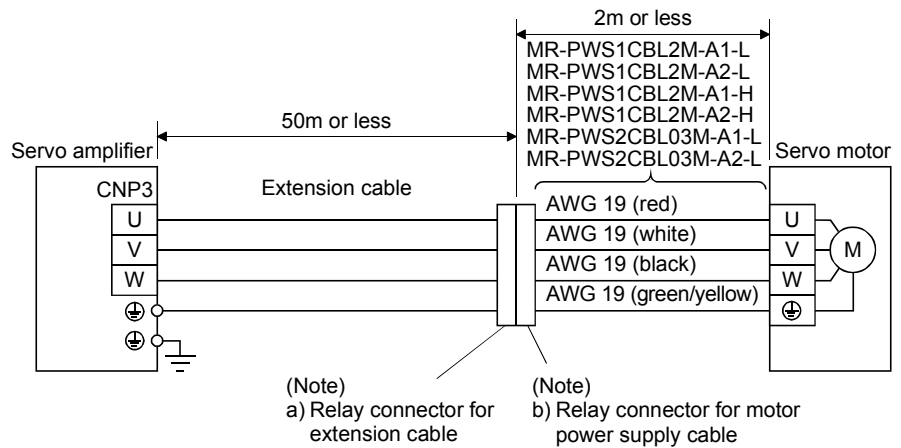 2m or less
MR-PWS1CBL2M-A1-L
MR-PWS1CBL2M-A2-L
MR-PWS1CBL2M-A1-H
MR-PWS1CBL2M-A2-H
MR-PWS2CBL03M-A1-L
MR-PWS2CBL03M-A2-L
50m or less
Servo amplifier
Servo motor
CNP3
Extension cable
AWG 19 (red)
U
U
AWG 19 (white)
V
V
M
AWG 19 (black)
W
W
AWG 19 (green/yellow)
(Note)
a) Relay connector for
extension cable
(Note)
b) Relay connector for motor
power supply cable